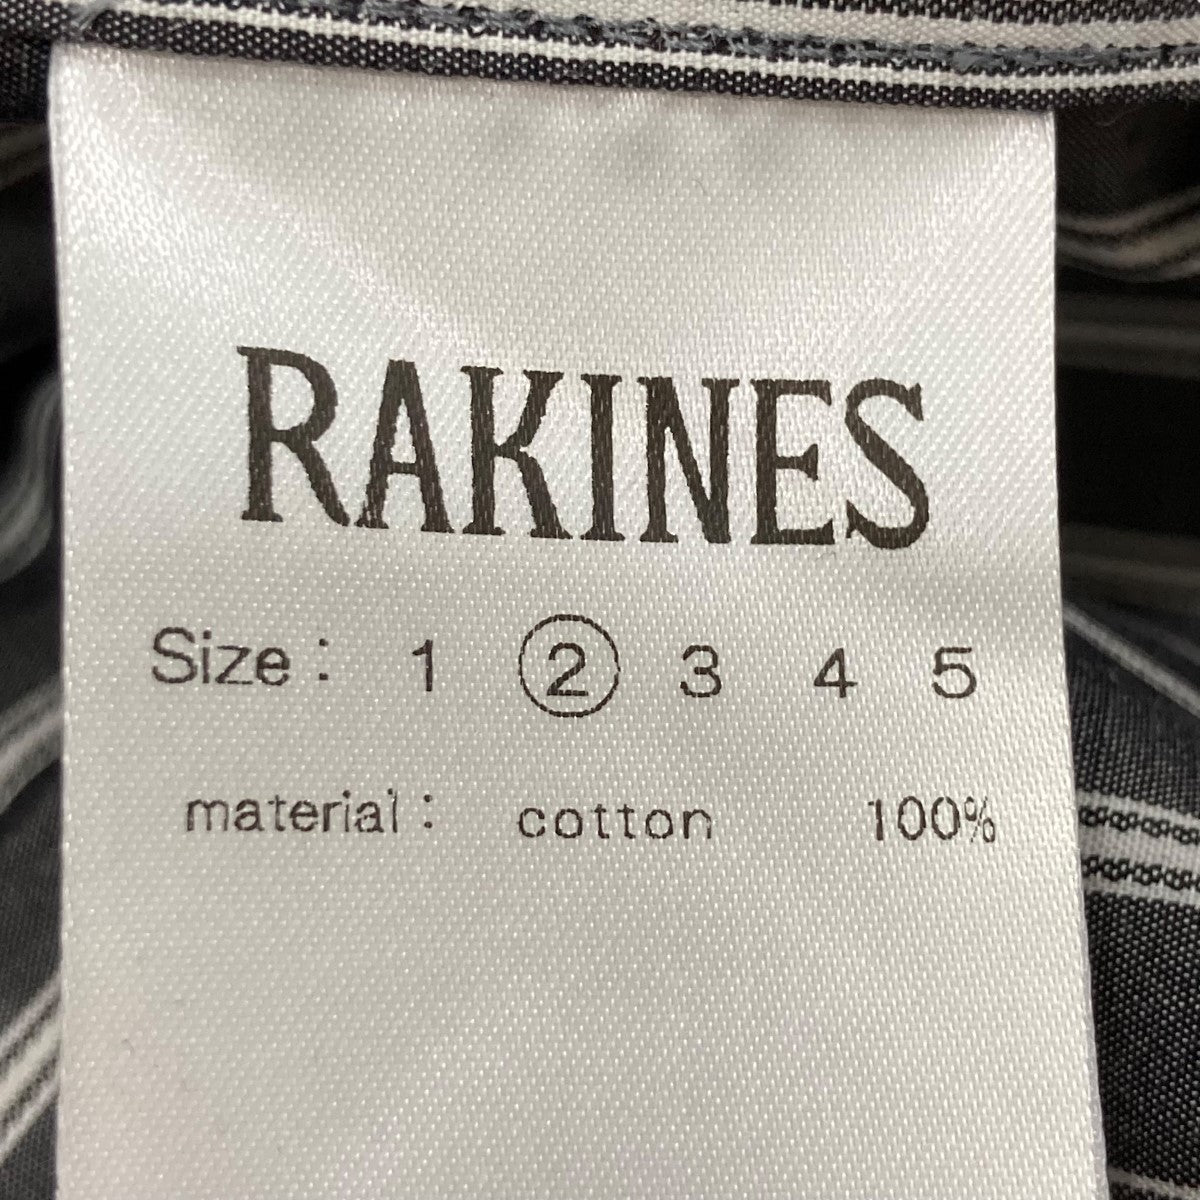 RAKINES
Size: 1 ② 3 4 5
material: cotton 100%